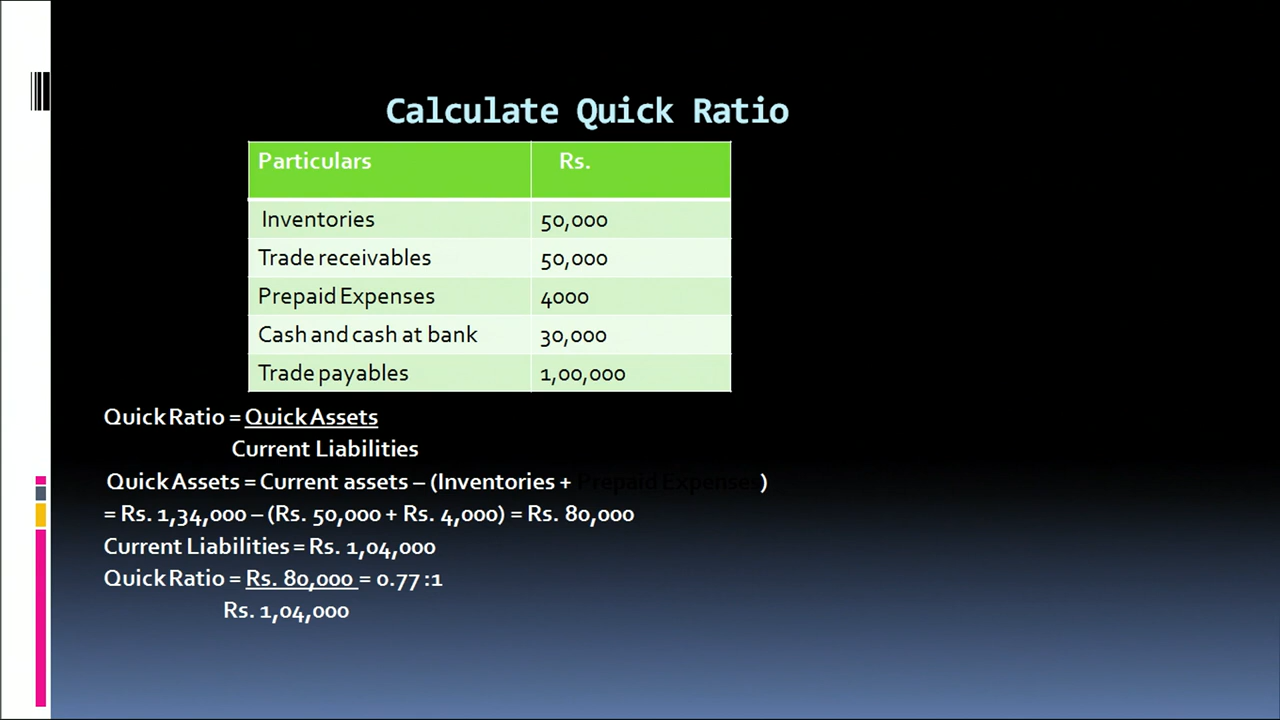 Calculate Quick Ratio
Particulars Rs.
Inventories 50,000
Trade receivables 50,000
Prepaid Expenses 4000
Cash and cash at bank 30,000
Trade payables 1,00,000
Quick Ratio = Quick Assets
Current Liabilities
Quick Assets = Current assets – (Inventories + Prepaid Expenses)
= Rs. 1,34,000 – (Rs. 50,000 + Rs. 4,000) = Rs. 80,000
Current Liabilities = Rs. 1,04,000
Quick Ratio = Rs. 80,000 = 0.77 :1
Rs. 1,04,000